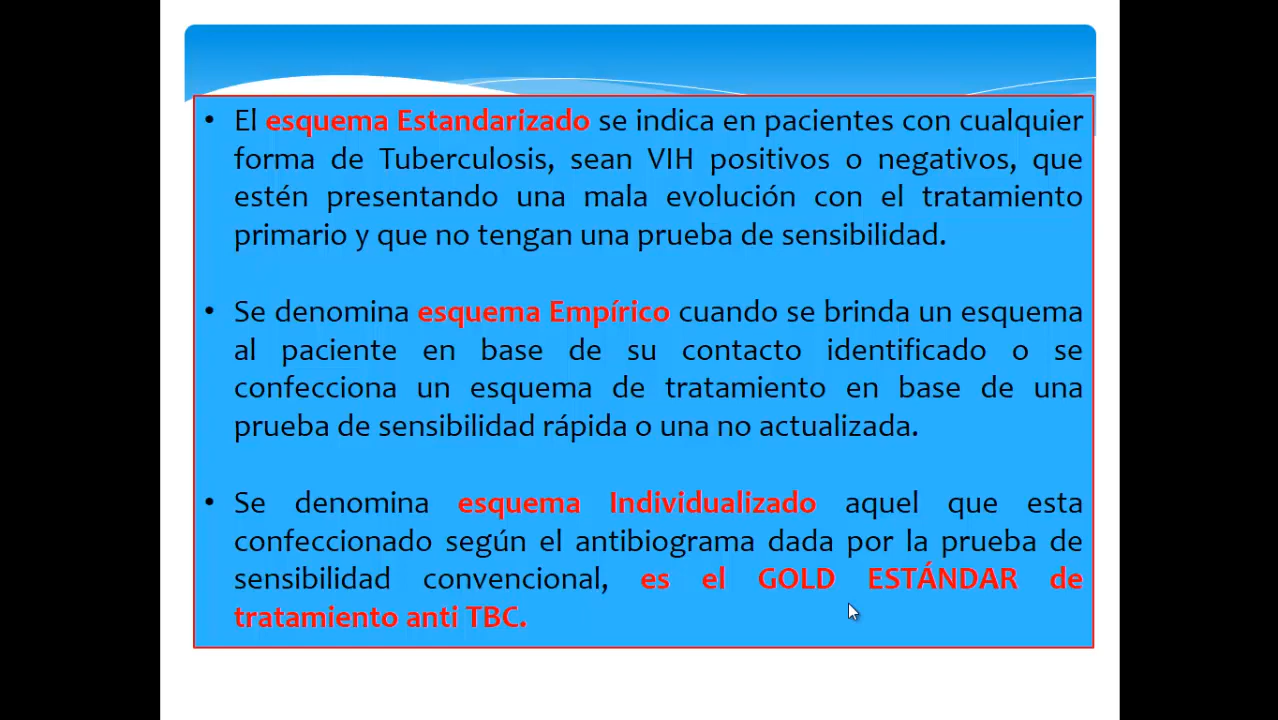 • El esquema Estandarizado se indica en pacientes con cualquier
forma de Tuberculosis, sean VIH positivos o negativos, que
estén presentando una mala evolución con el tratamiento
primario y que no tengan una prueba de sensibilidad.
• Se denomina esquema Empírico cuando se brinda un esquema
al paciente en base de su contacto identificado o se
confecciona un esquema de tratamiento en base de una
prueba de sensibilidad rápida o una no actualizada.
• Se denomina esquema Individualizado aquel que esta
confeccionado según el antibiograma dada por la prueba de
sensibilidad convencional, es el GOLD ESTÁNDAR de
tratamiento anti TBC.